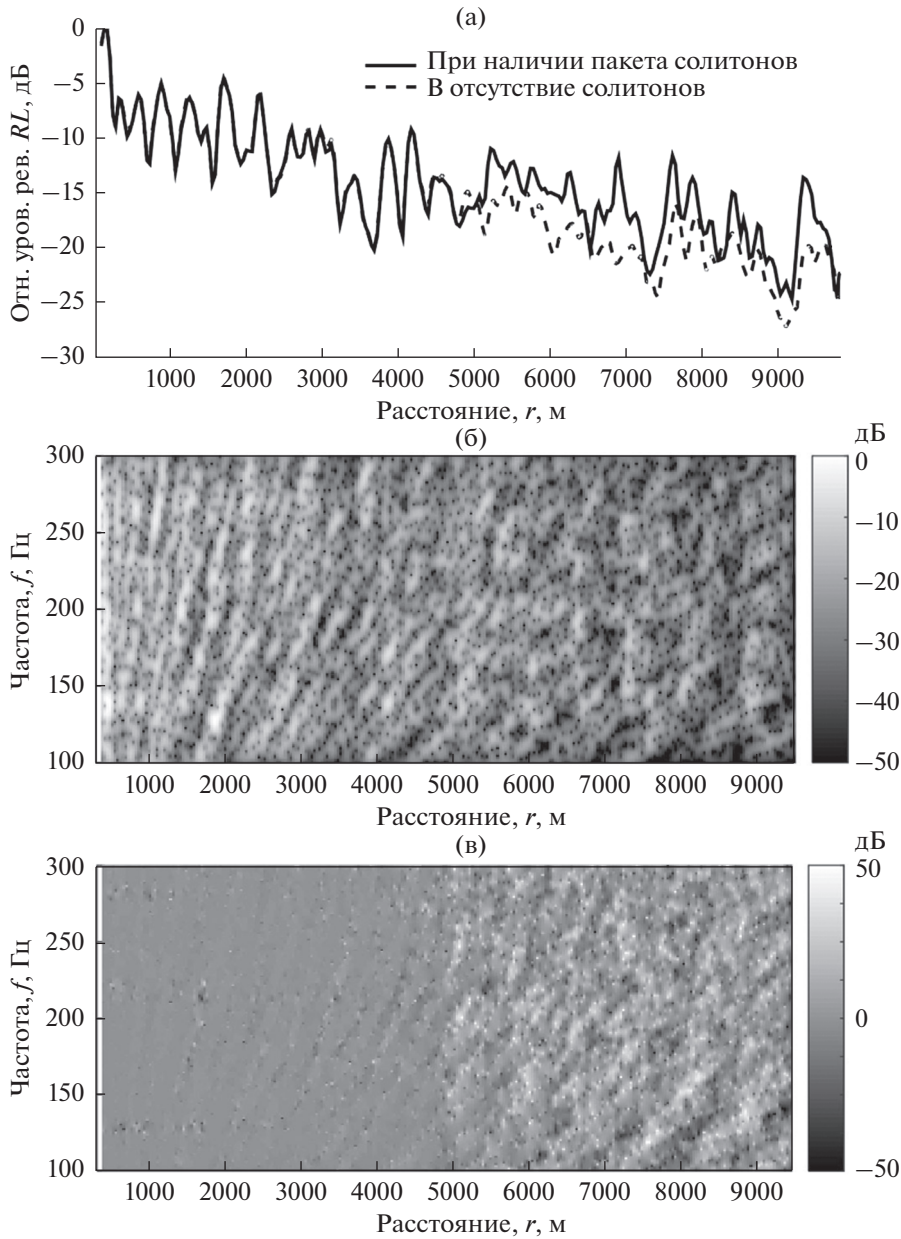 (а)
При наличии пакета солитонов
В отсутствие солитонов
Отн. уров. рев. RL, дБ
0
−5
−10
−15
−20
−25
−30
1000 2000 3000 4000 5000 6000 7000 8000 9000
Расстояние, r, м
(б)
Частота, f, Гц
300
250
200
150
100
1000 2000 3000 4000 5000 6000 7000 8000 9000
Расстояние, r, м
дБ
0
−10
−20
−30
−40
−50
(в)
Частота, f, Гц
300
250
200
150
100
1000 2000 3000 4000 5000 6000 7000 8000 9000
Расстояние, r, м
дБ
50
0
−50